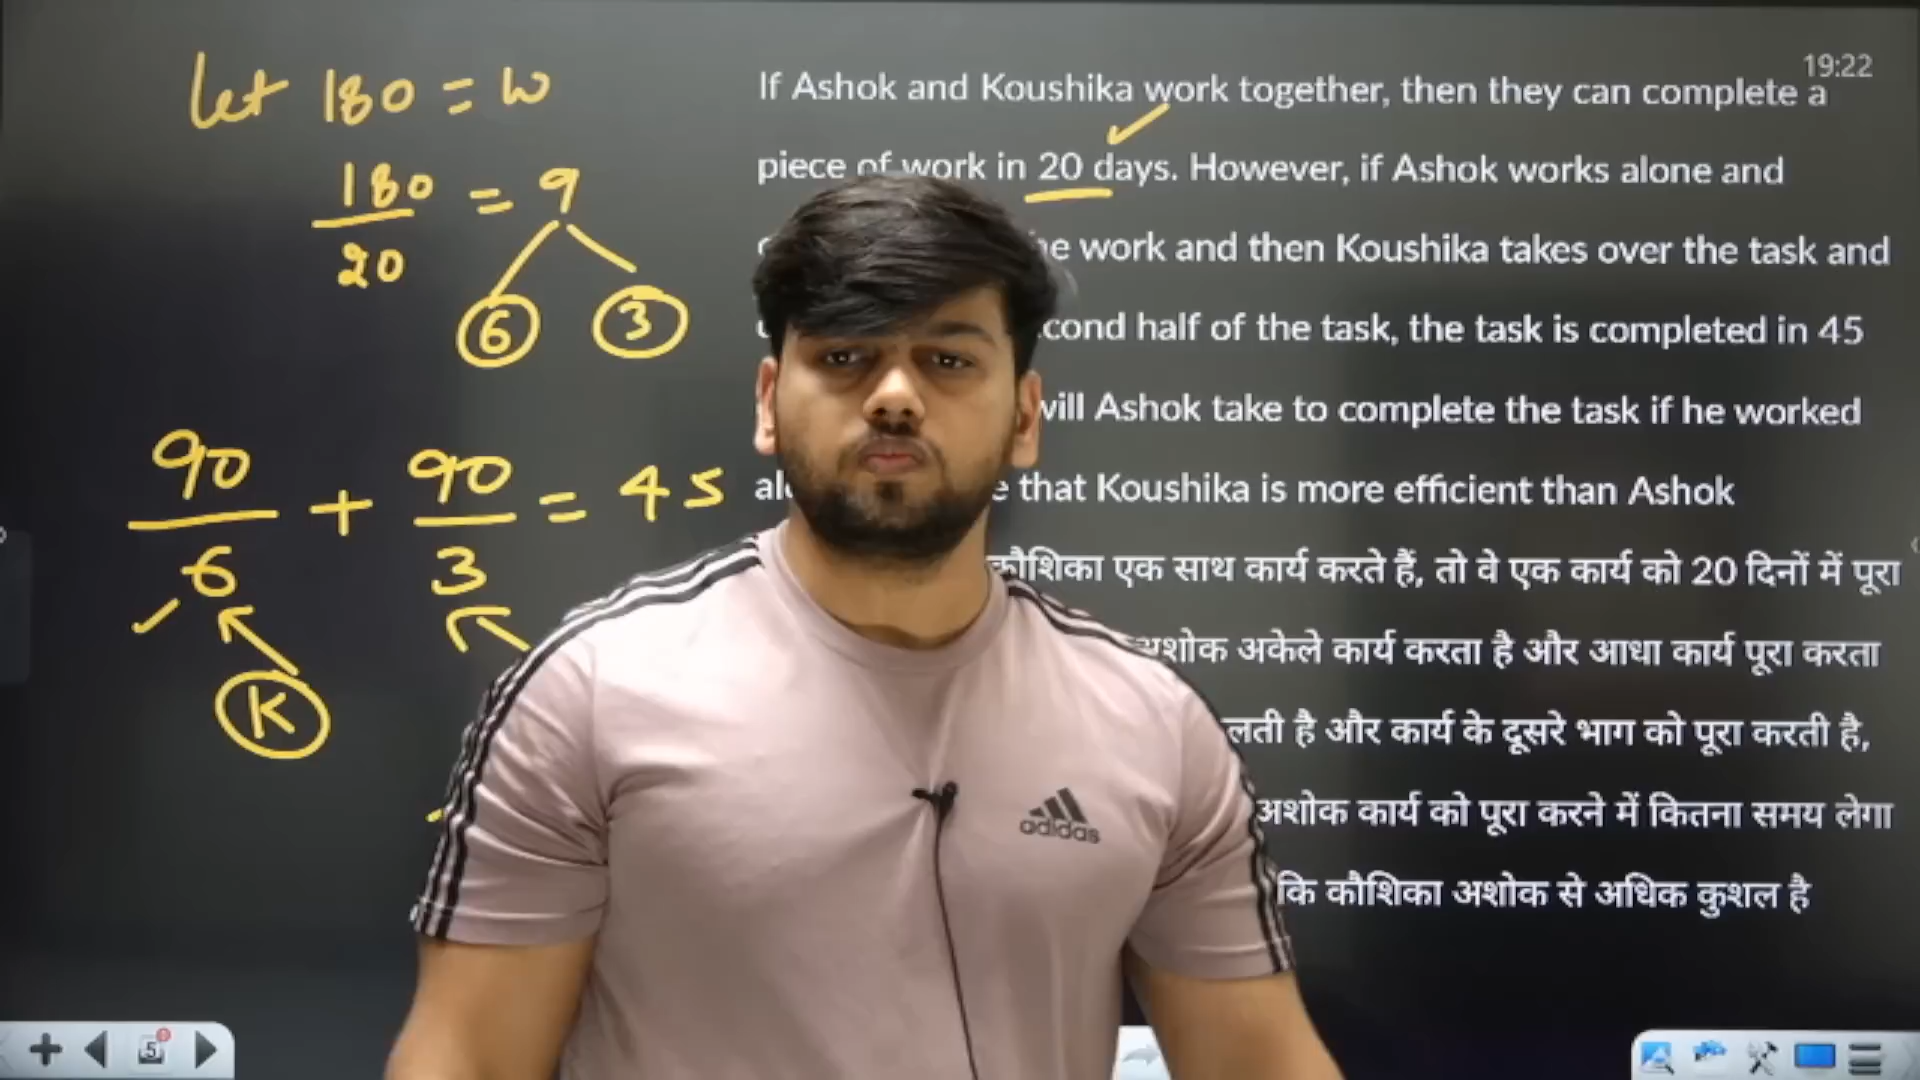 let 180 = W
180
20
= 9
6 3
90
6
+
90
3
= 45
K
19:22
If Ashok and Koushika work together, then they can complete a
piece of work in 20 days. However, if Ashok works alone and
work and then Koushika takes over the task and
half of the task, the task is completed in 45
will Ashok take to complete the task if he worked
that Koushika is more efficient than Ashok
कौशिका एक साथ कार्य करते हैं, तो वे एक कार्य को 20 दिनों में पूरा
अशोक अकेले कार्य करता है और आधा कार्य पूरा करता
है और कार्य के दूसरे भाग को पूरा करती है,
अशोक कार्य को पूरा करने में कितना समय लेगा
कि कौशिका अशोक से अधिक कुशल है
adidas
5